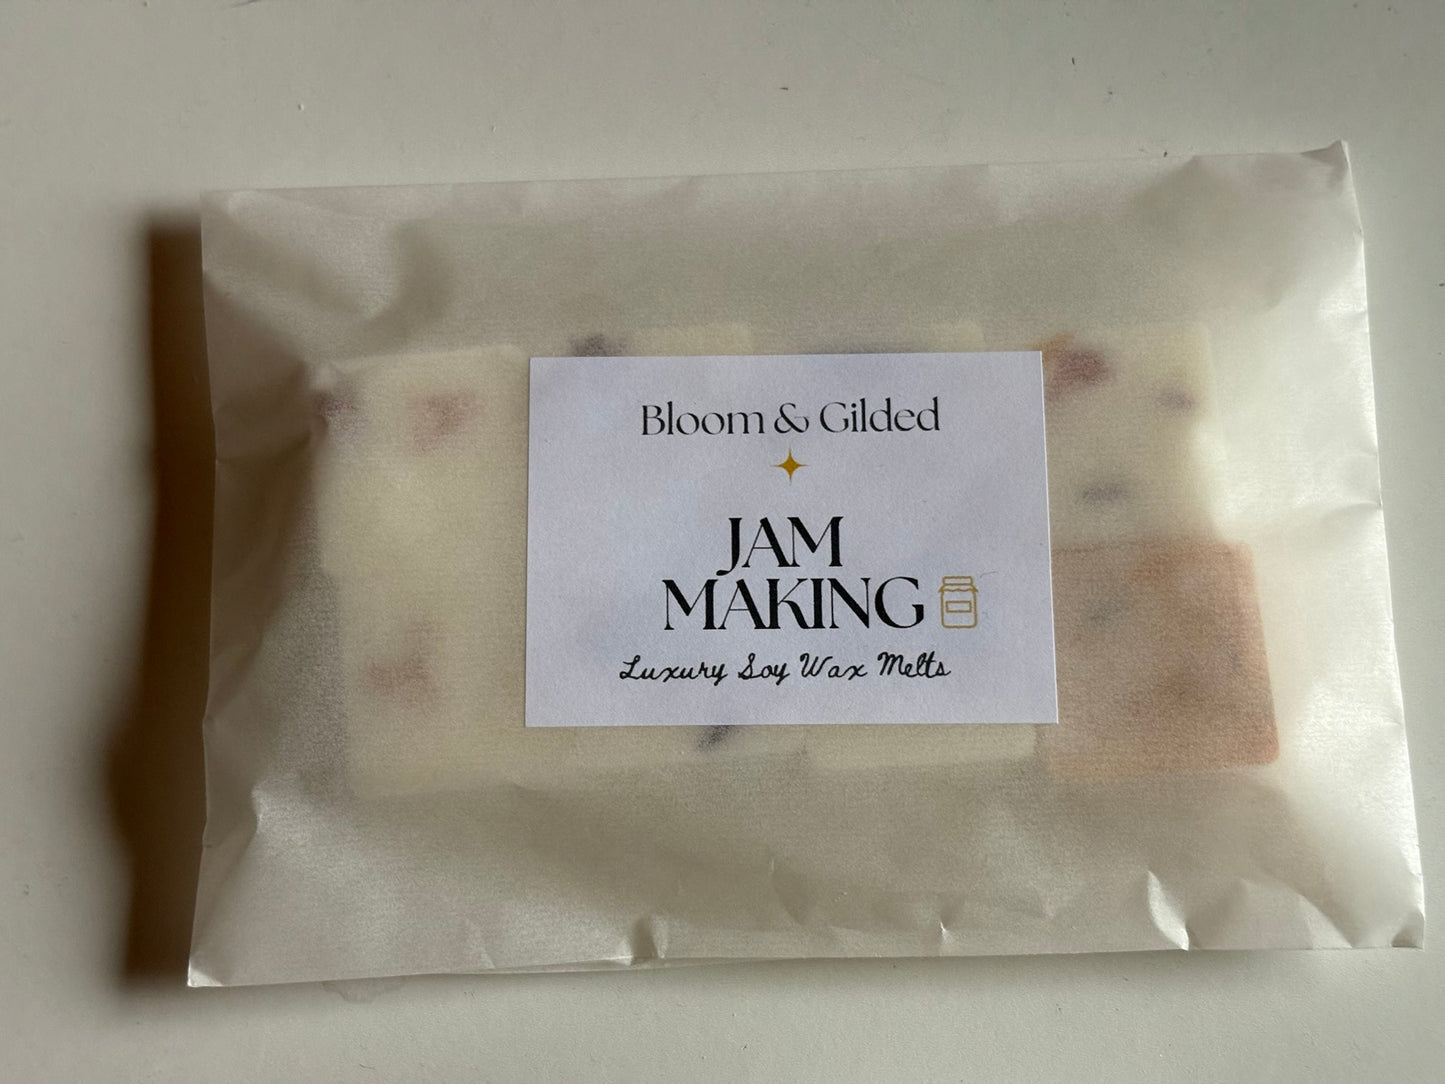 Bloom & Gilded
JAM
MAKING
Luxury Soy Wax Melts